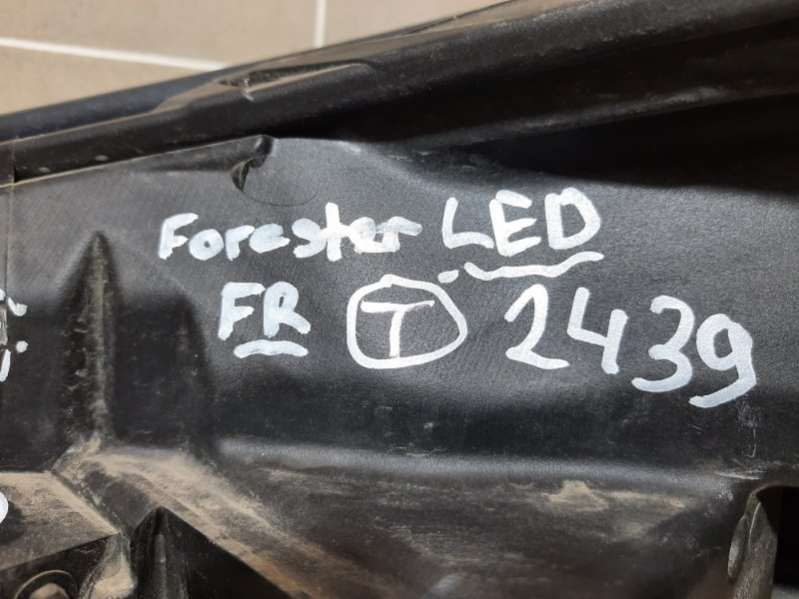 Forester LED
FR T 2439